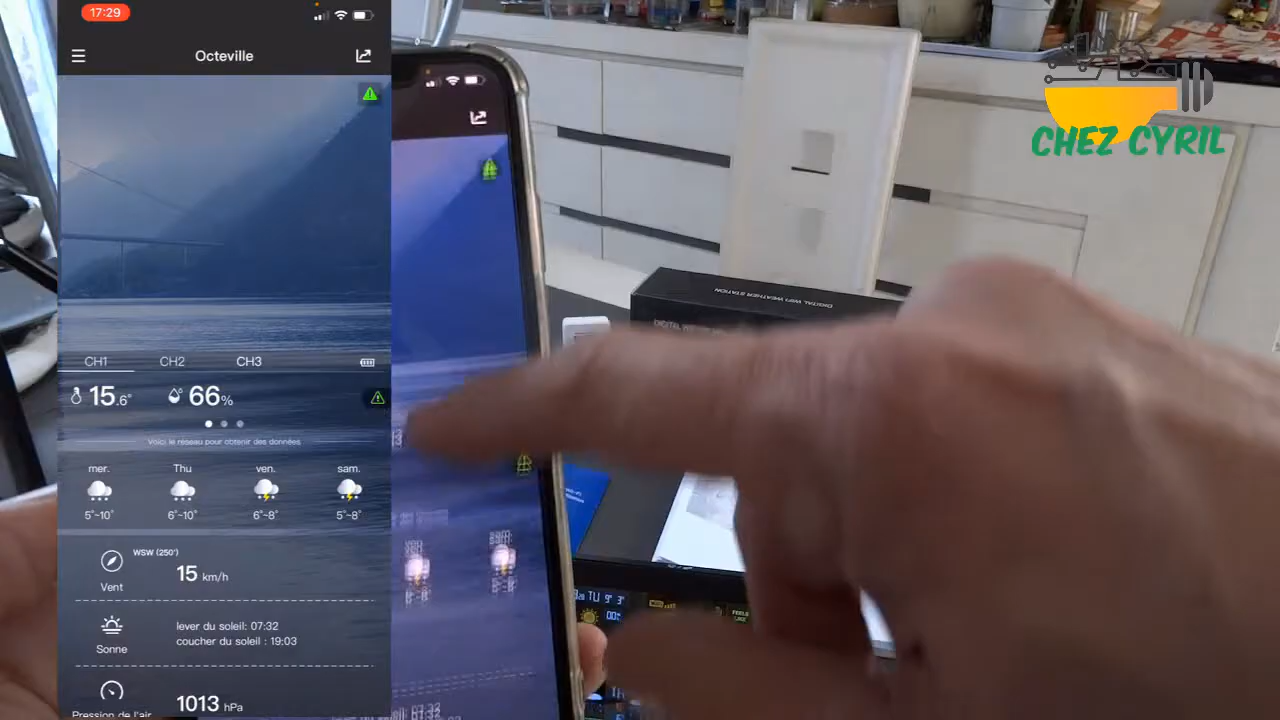 17:29
Octeville
CH1 CH2 CH3
15.6° 66%
Voici le réseau pour obtenir des données
mer. Thu ven. sam.
5°-10° 6°-10° 6°-8° 5°-8°
WSW (250°)
15 km/h
Vent
lever du soleil: 07:32
coucher du soleil : 19:03
Sonne
1013 hPa
Pression de l'air
CHEZ CYRIL
DIGITAL WIFI WEATHER STATION